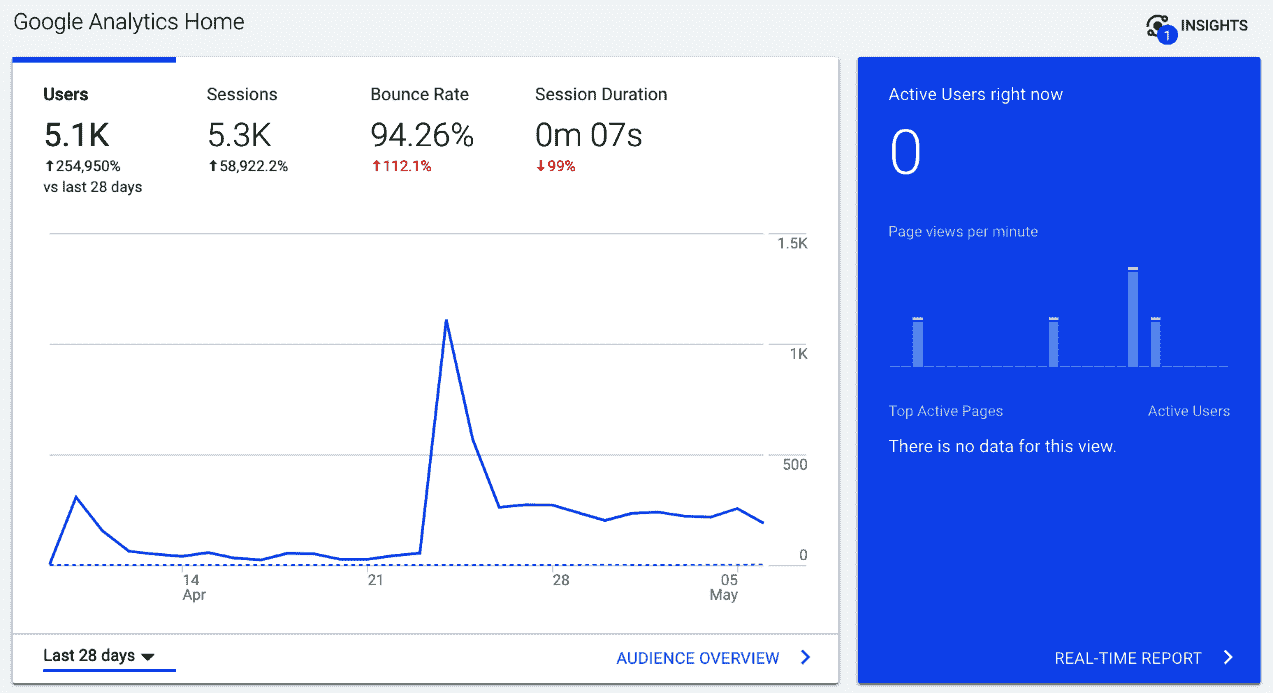 Google Analytics Home
1 INSIGHTS
Users
5.1K
↑254,950%
vs last 28 days
Sessions
5.3K
↑58,922.2%
Bounce Rate
94.26%
↑112.1%
Session Duration
0m 07s
↓99%
1.5K
1K
500
0
14
Apr
21
28
05
May
Last 28 days
AUDIENCE OVERVIEW
Active Users right now
0
Page views per minute
Top Active Pages Active Users
There is no data for this view.
REAL-TIME REPORT